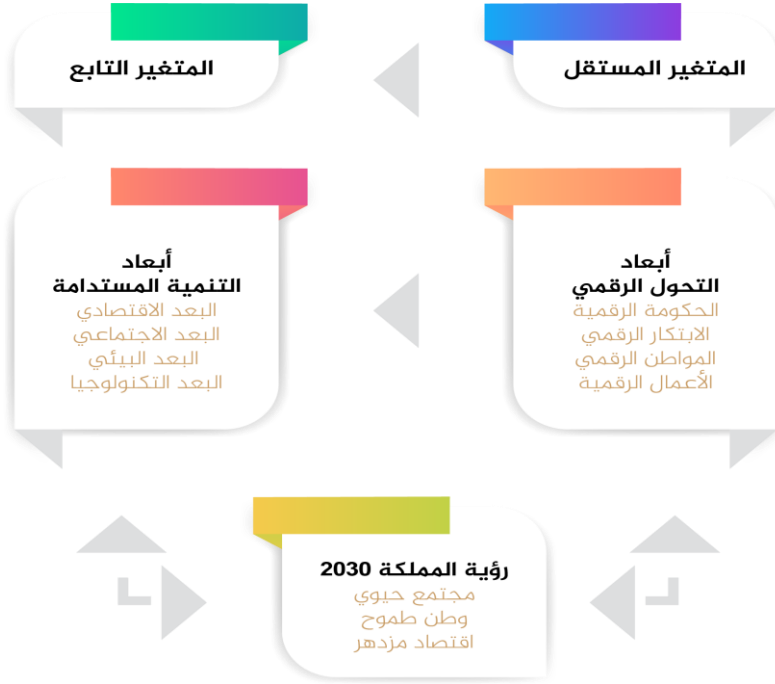 المتغير المستقل
المتغير التابع
أبعاد
التحول الرقمي
الحكومة الرقمية
الابتكار الرقمي
المواطن الرقمي
الأعمال الرقمية
أبعاد
التنمية المستدامة
البعد الاقتصادي
البعد الاجتماعي
البعد البيئي
البعد التكنولوجيا
رؤية المملكة 2030
مجتمع حيوي
وطن طموح
اقتصاد مزدهر